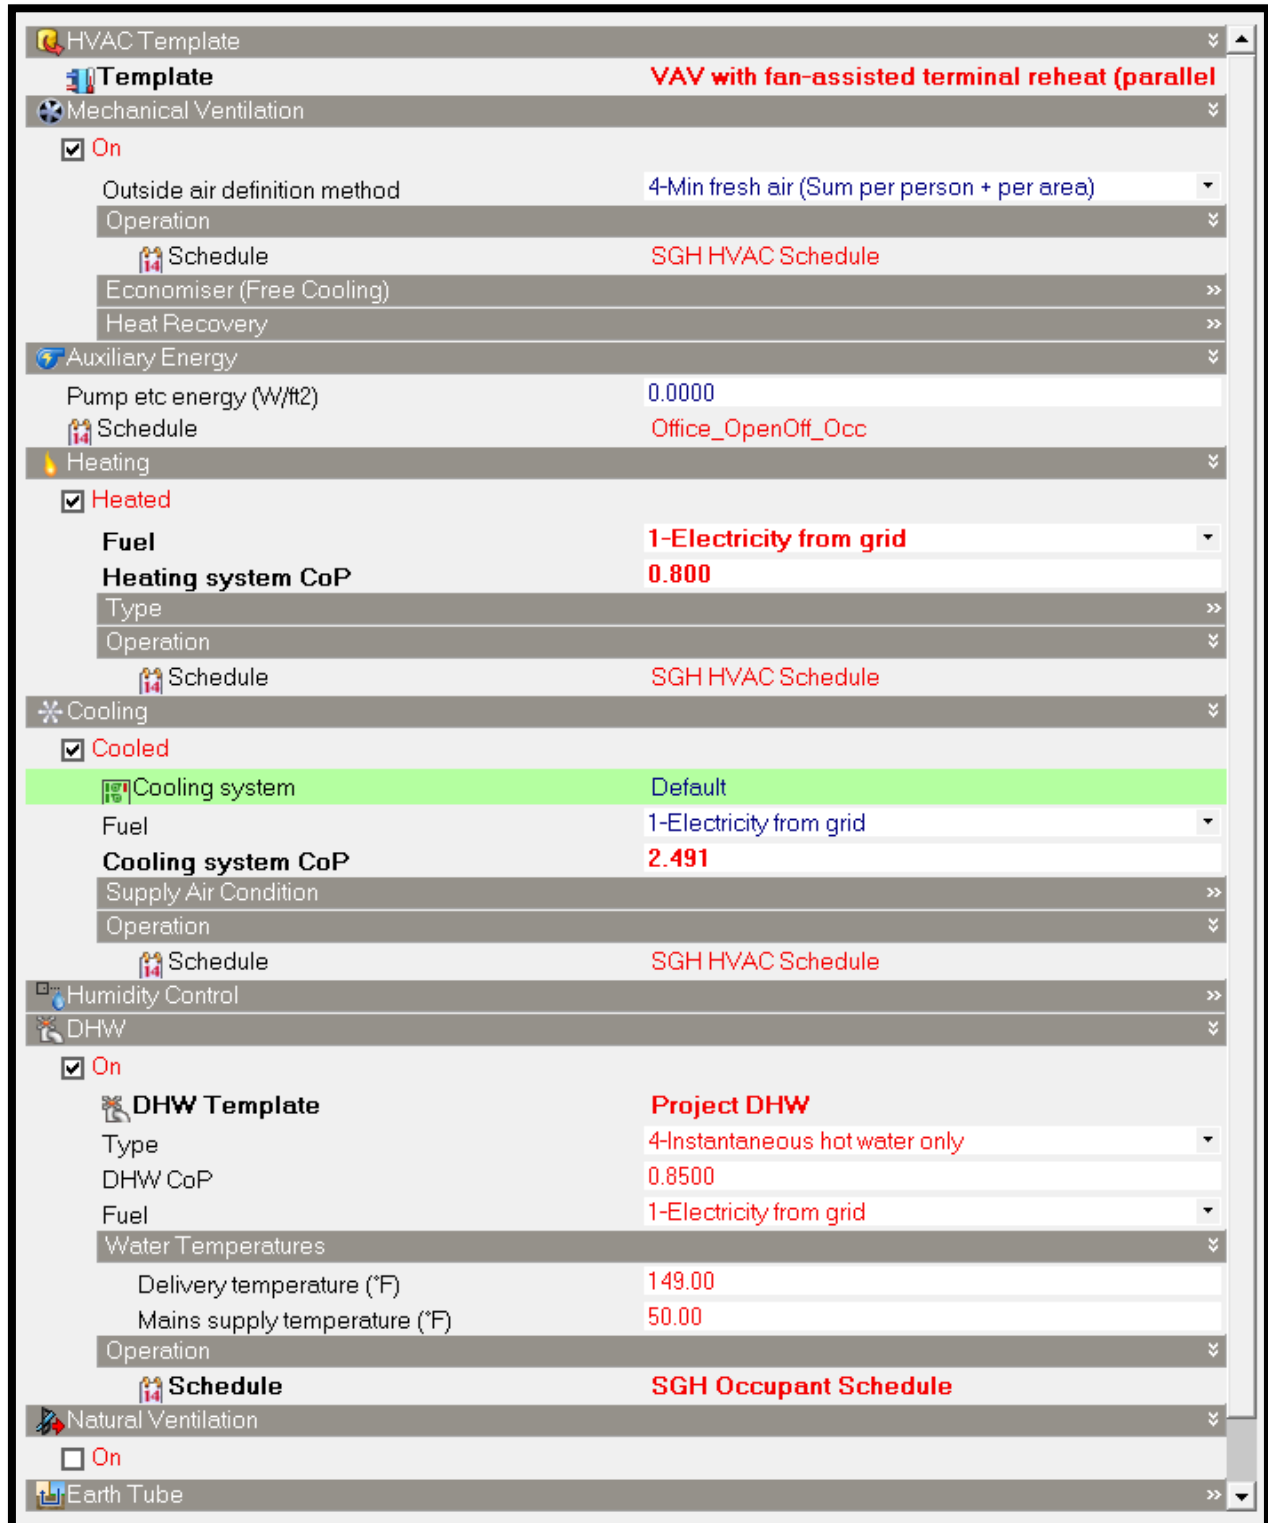 HVAC Template
Template VAV with fan-assisted terminal reheat (parallel
Mechanical Ventilation
On
Outside air definition method 4-Min fresh air (Sum per person + per area)
Operation
14 Schedule SGH HVAC Schedule
Economiser (Free Cooling)
Heat Recovery
Auxiliary Energy
Pump etc energy (W/ft2) 0.0000
14 Schedule Office_OpenOff_Occ
Heating
Heated
Fuel 1-Electricity from grid
Heating system CoP 0.800
Type
Operation
14 Schedule SGH HVAC Schedule
Cooling
Cooled
Cooling system Default
Fuel 1-Electricity from grid
Cooling system CoP 2.491
Supply Air Condition
Operation
14 Schedule SGH HVAC Schedule
Humidity Control
DHW
On
DHW Template Project DHW
Type 4-Instantaneous hot water only
DHW CoP 0.8500
Fuel 1-Electricity from grid
Water Temperatures
Delivery temperature (°F) 149.00
Mains supply temperature (°F) 50.00
Operation
14 Schedule SGH Occupant Schedule
Natural Ventilation
On
Earth Tube